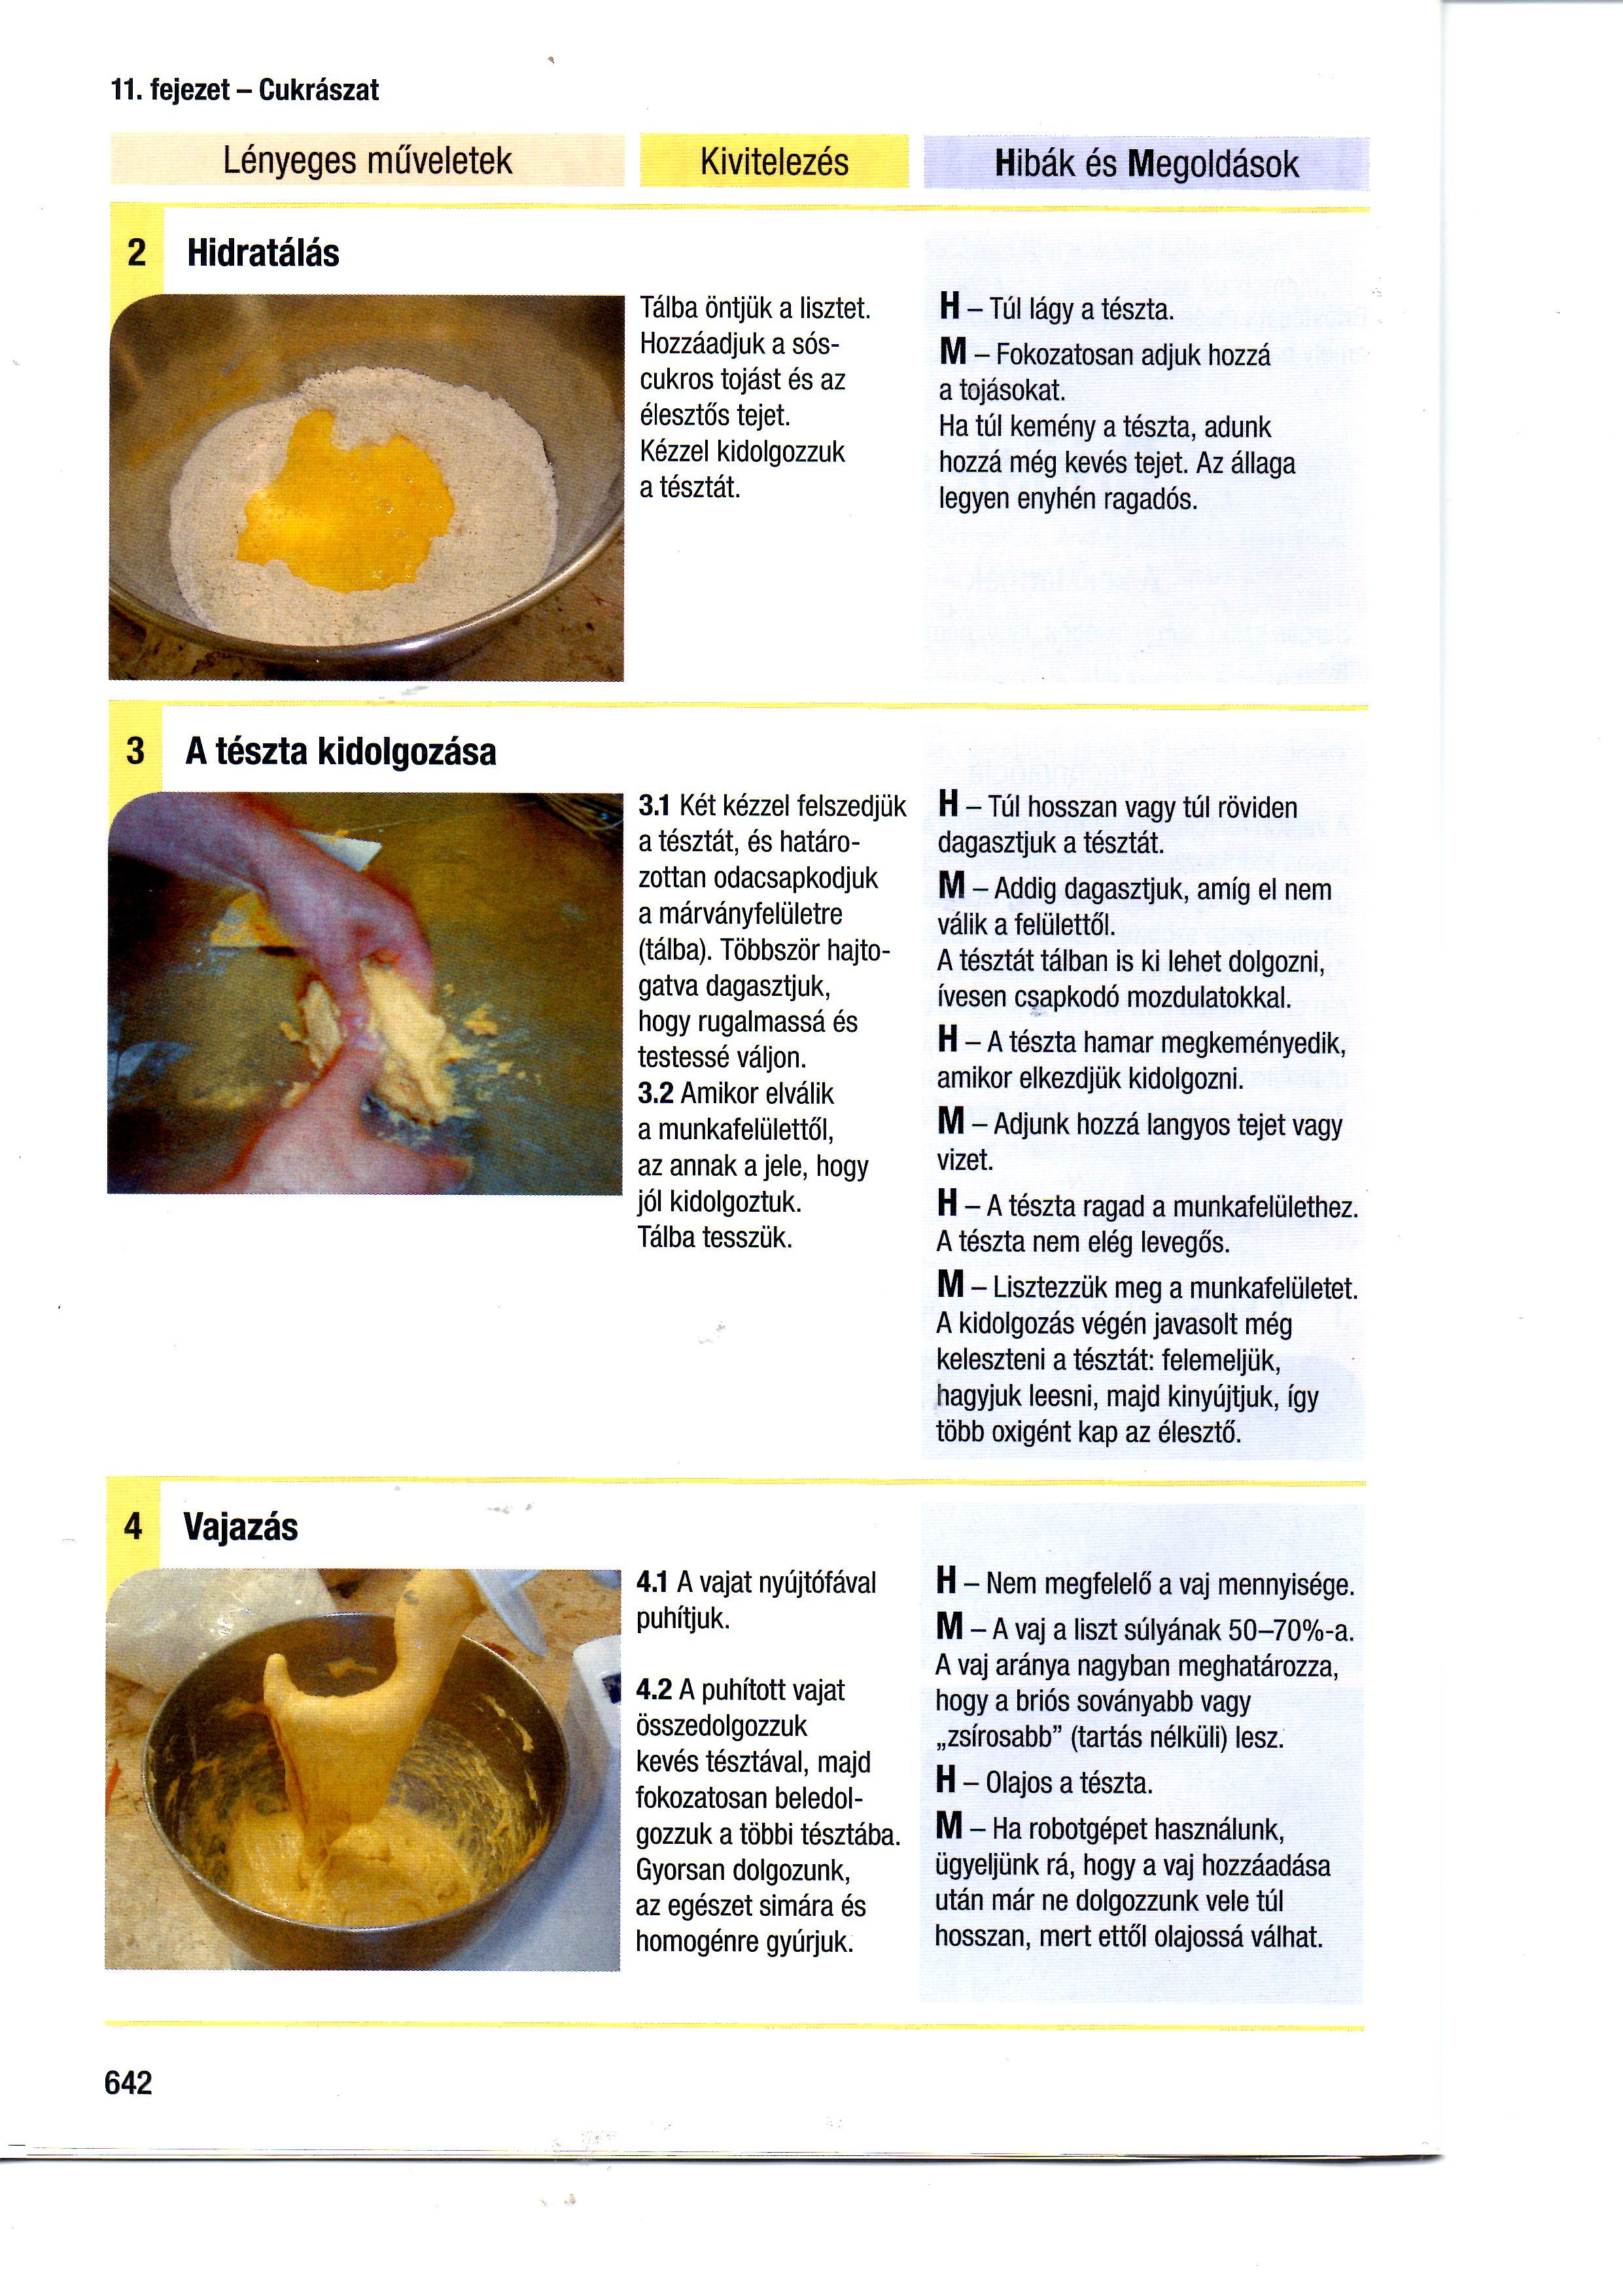 11. fejezet – Cukrászat
Lényeges műveletek
Kivitelezés
Hibák és Megoldások
2 Hidratálás
Tálba öntjük a lisztet.
Hozzáadjuk a sós-
cukros tojást és az
élesztős tejet.
Kézzel kidolgozzuk
a tésztát.
H – Túl lágy a tészta.
M – Fokozatosan adjuk hozzá
a tojásokat.
Ha túl kemény a tészta, adunk
hozzá még kevés tejet. Az állaga
legyen enyhén ragadós.
3 A tészta kidolgozása
3.1 Két kézzel felszedjük
a tésztát, és határo-
zottan odacsapkodjuk
a márványfelületre
(tálba). Többször hajto-
gatva dagasztjuk,
hogy rugalmassá és
testessé váljon.
3.2 Amikor elválik
a munkafelülettől,
az annak a jele, hogy
jól kidolgoztuk.
Tálba tesszük.
H – Túl hosszan vagy túl röviden
dagasztjuk a tésztát.
M – Addig dagasztjuk, amíg el nem
válik a felülettől.
A tésztát tálban is ki lehet dolgozni,
ívesen csapkodó mozdulatokkal.
H – A tészta hamar megkeményedik,
amikor elkezdjük kidolgozni.
M – Adjunk hozzá langyos tejet vagy
vizet.
H – A tészta ragad a munkafelülethez.
A tészta nem elég levegős.
M – Lisztezzük meg a munkafelületet.
A kidolgozás végén javasolt még
keleszteni a tésztát: felemeljük,
hagyjuk leesni, majd kinyújtjuk, így
több oxigént kap az élesztő.
4 Vajazás
4.1 A vajat nyújtófával
puhítjuk.
4.2 A puhított vajat
összedolgozzuk
kevés tésztával, majd
fokozatosan beledol-
gozzuk a többi tésztába.
Gyorsan dolgozunk,
az egészet simára és
homogénre gyúrjuk.
H – Nem megfelelő a vaj mennyisége.
M – A vaj a liszt súlyának 50–70%-a.
A vaj aránya nagyban meghatározza,
hogy a briós soványabb vagy
„zsírosabb” (tartás nélküli) lesz.
H – Olajos a tészta.
M – Ha robotgépet használunk,
ügyeljünk rá, hogy a vaj hozzáadása
után már ne dolgozzunk vele túl
hosszan, mert ettől olajossá válhat.
642